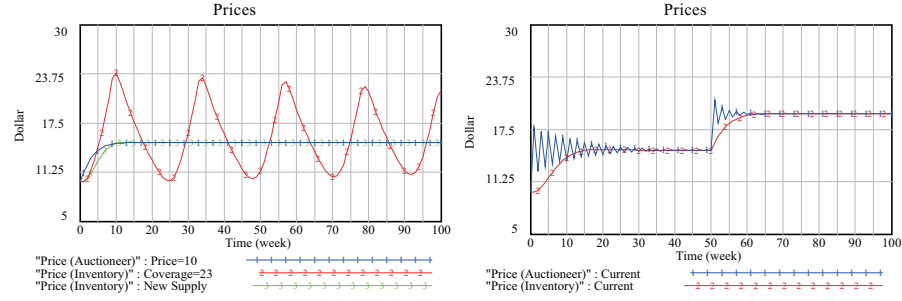 Prices
30
23.75
17.5
11.25
5
Dollar
0 10 20 30 40 50 60 70 80 90 100
Time (week)
"Price (Auctioneer)" : Price=10
"Price (Inventory)" : Coverage=23
"Price (Inventory)" : New Supply
Prices
30
23.75
17.5
11.25
5
Dollar
0 10 20 30 40 50 60 70 80 90 100
Time (week)
"Price (Auctioneer)" : Current
"Price (Inventory)" : Current